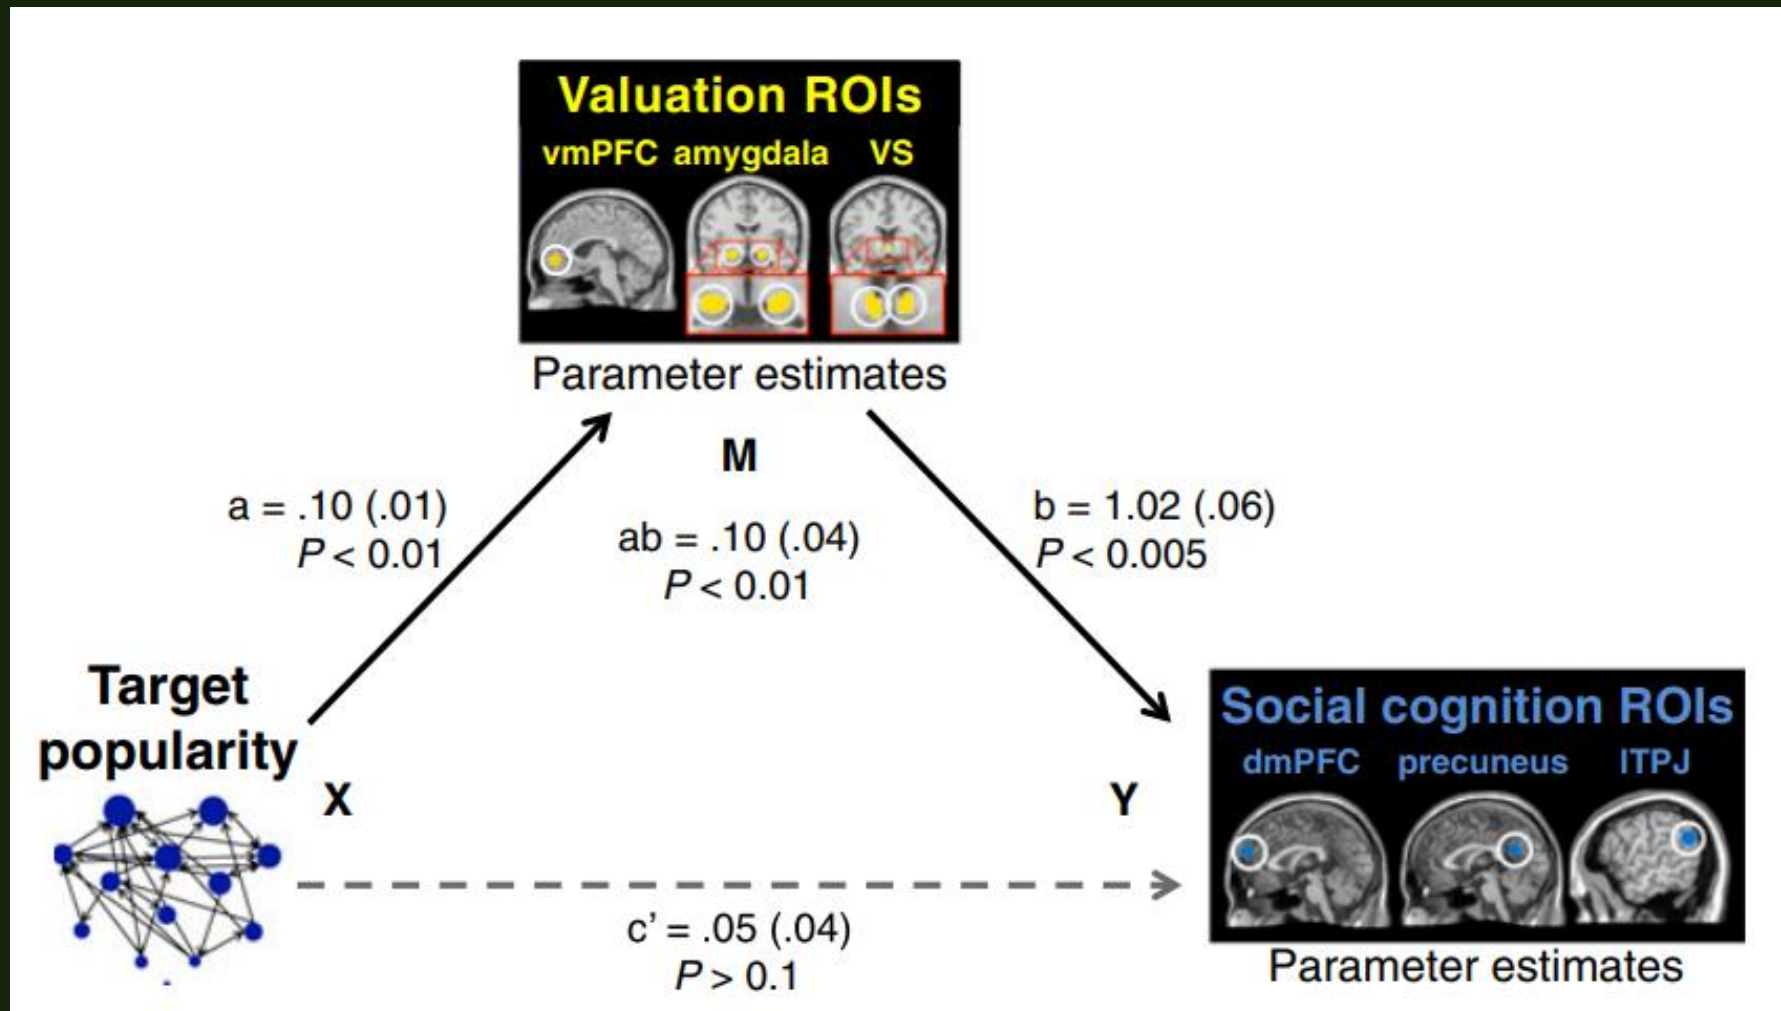 Valuation ROIs
vmPFC amygdala VS
Parameter estimates
M
a = .10 (.01)
P < 0.01
ab = .10 (.04)
P < 0.01
b = 1.02 (.06)
P < 0.005
Target
popularity
X
Y
Social cognition ROIs
dmPFC precuneus lTPJ
Parameter estimates
c’ = .05 (.04)
P > 0.1